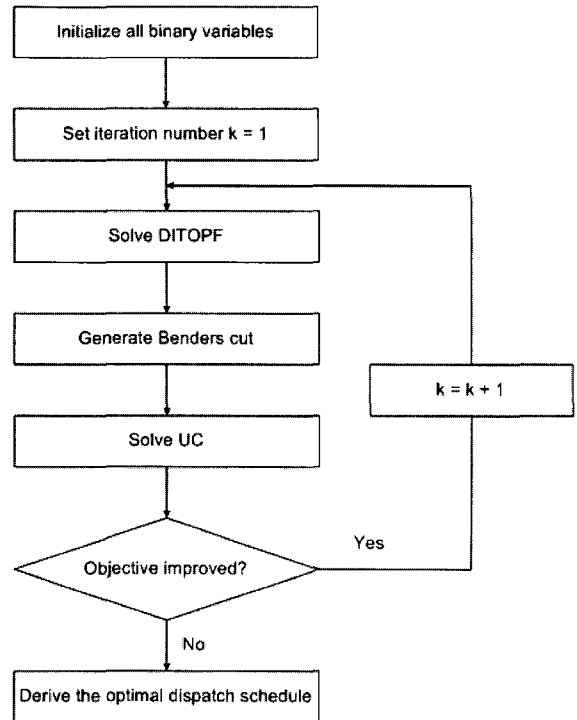 Initialize all binary variables
Set iteration number k = 1
Solve DITOPF
Generate Benders cut
k = k + 1
Solve UC
Yes
Objective improved?
No
Derive the optimal dispatch schedule